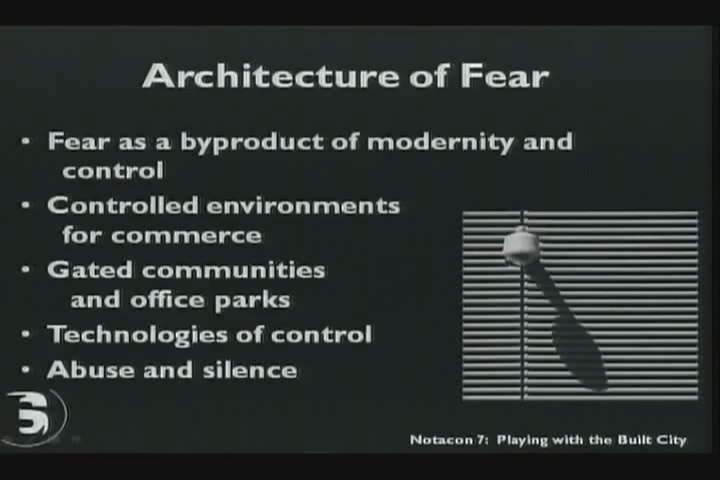 Architecture of Fear
• Fear as a byproduct of modernity and
control
• Controlled environments
for commerce
• Gated communities
and office parks
• Technologies of control
• Abuse and silence
Notacon 7: Playing with the Built City